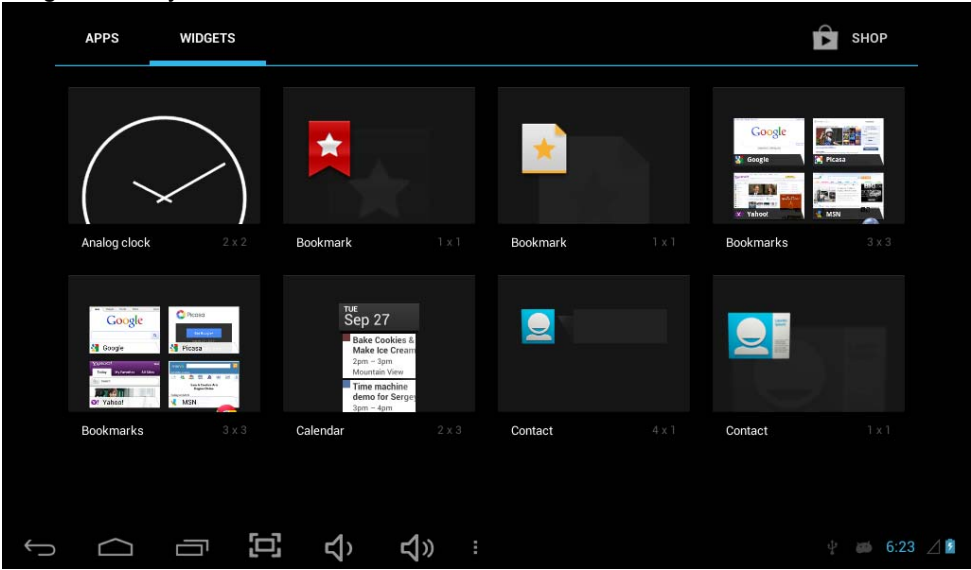 APPS WIDGETS SHOP
Google
Google Picasa
Yahoo! MSN
Analog clock 2 x 2 Bookmark 1 x 1 Bookmark 1 x 1 Bookmarks 3 x 3
Google Picasa
Google Picasa
Yahoo! MSN
TUE
Sep 27
Bake Cookies &
Make Ice Cream
2pm – 3pm
Mountain View
Time machine
demo for Sergey
3pm – 4pm
Bookmarks 3 x 3 Calendar 2 x 3 Contact 4 x 1 Contact 1 x 1
6:23